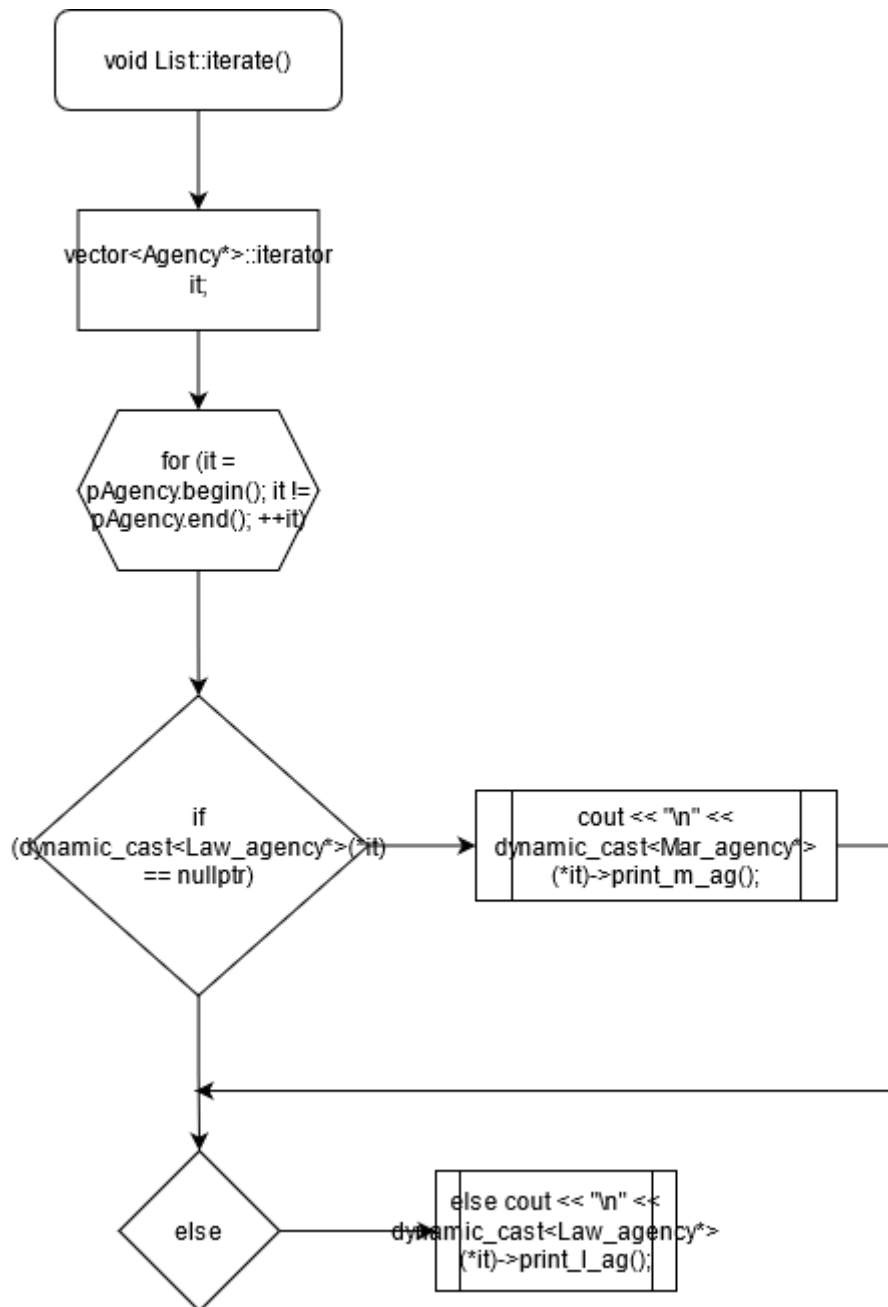 void List::iterate()
vector<Agency*>::iterator
it;
for (it =
pAgency.begin(); it !=
pAgency.end(); ++it)
if
(dynamic_cast<Law_agency*>(*it)
== nullptr)
cout << "\n" <<
dynamic_cast<Mar_agency*>
(*it)->print_m_ag();
else
else cout << "\n" <<
dynamic_cast<Law_agency*>
(*it)->print_l_ag();